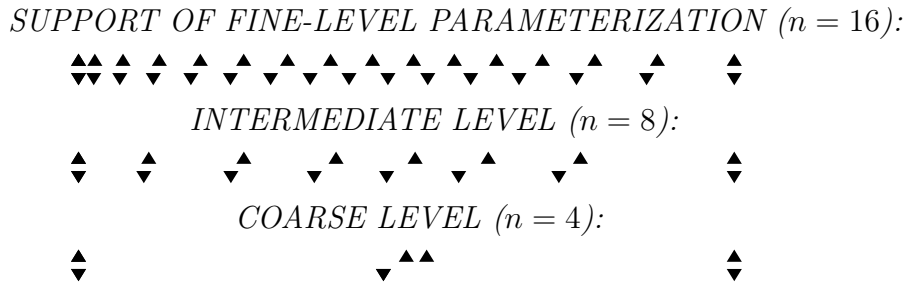 SUPPORT OF FINE-LEVEL PARAMETERIZATION (n = 16):
INTERMEDIATE LEVEL (n = 8):
COARSE LEVEL (n = 4):